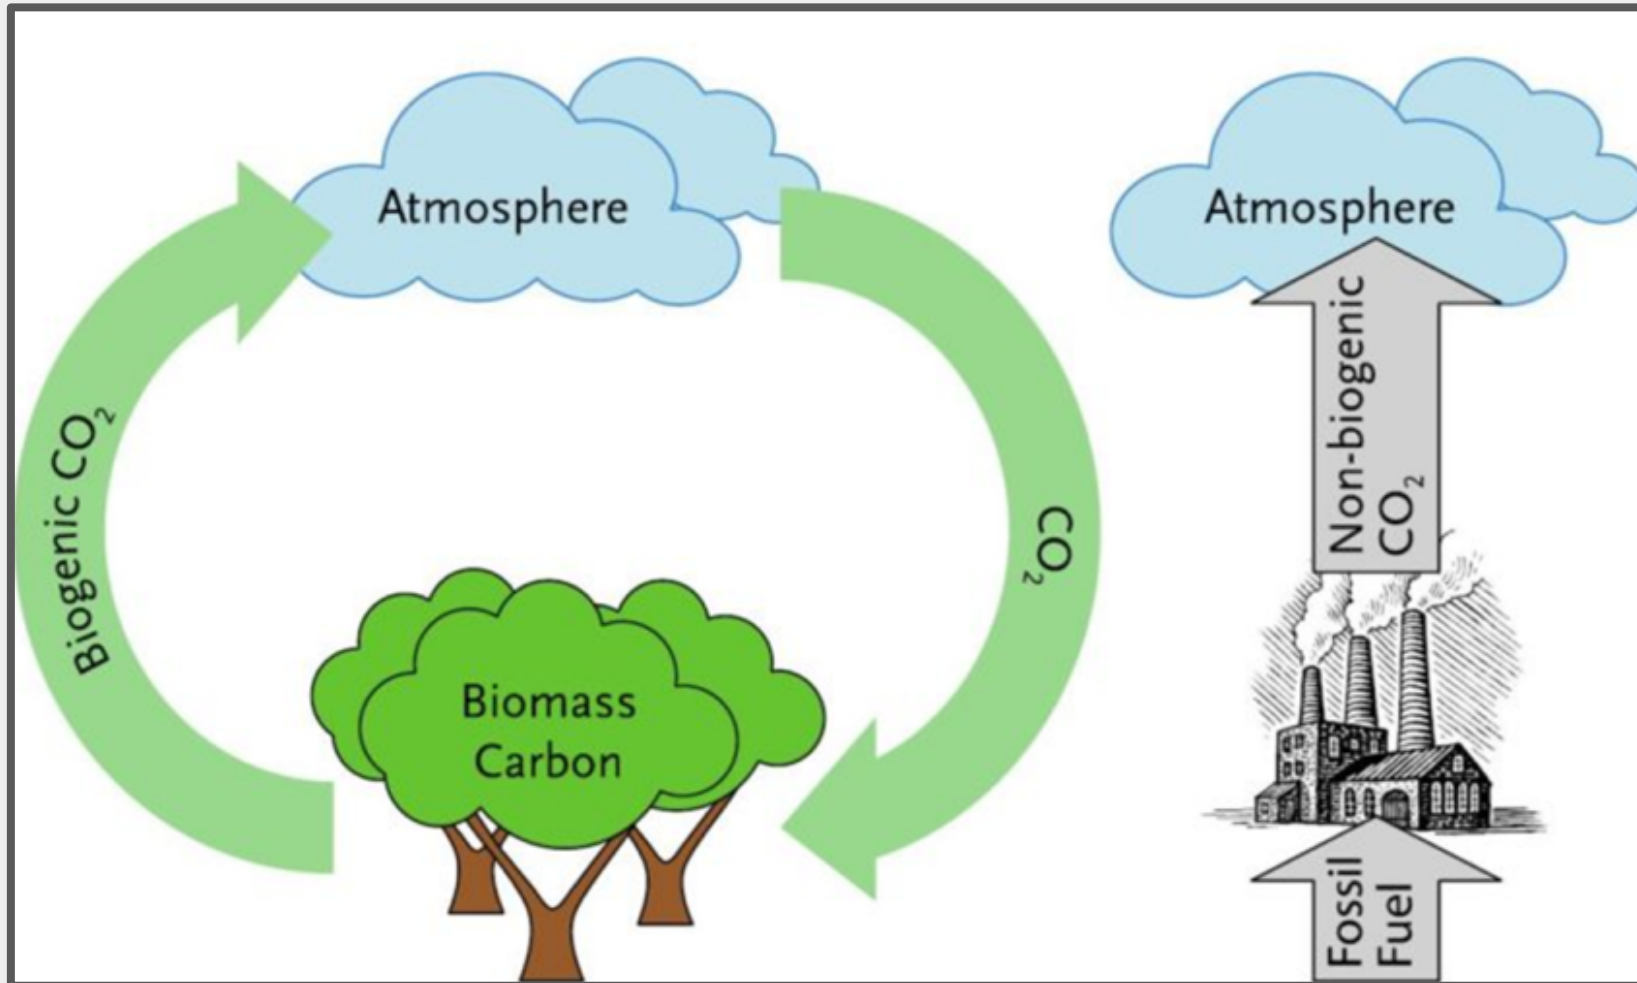 Atmosphere
Biogenic CO₂
CO₂
Biomass
Carbon
Atmosphere
Non-biogenic
CO₂
Fossil
Fuel